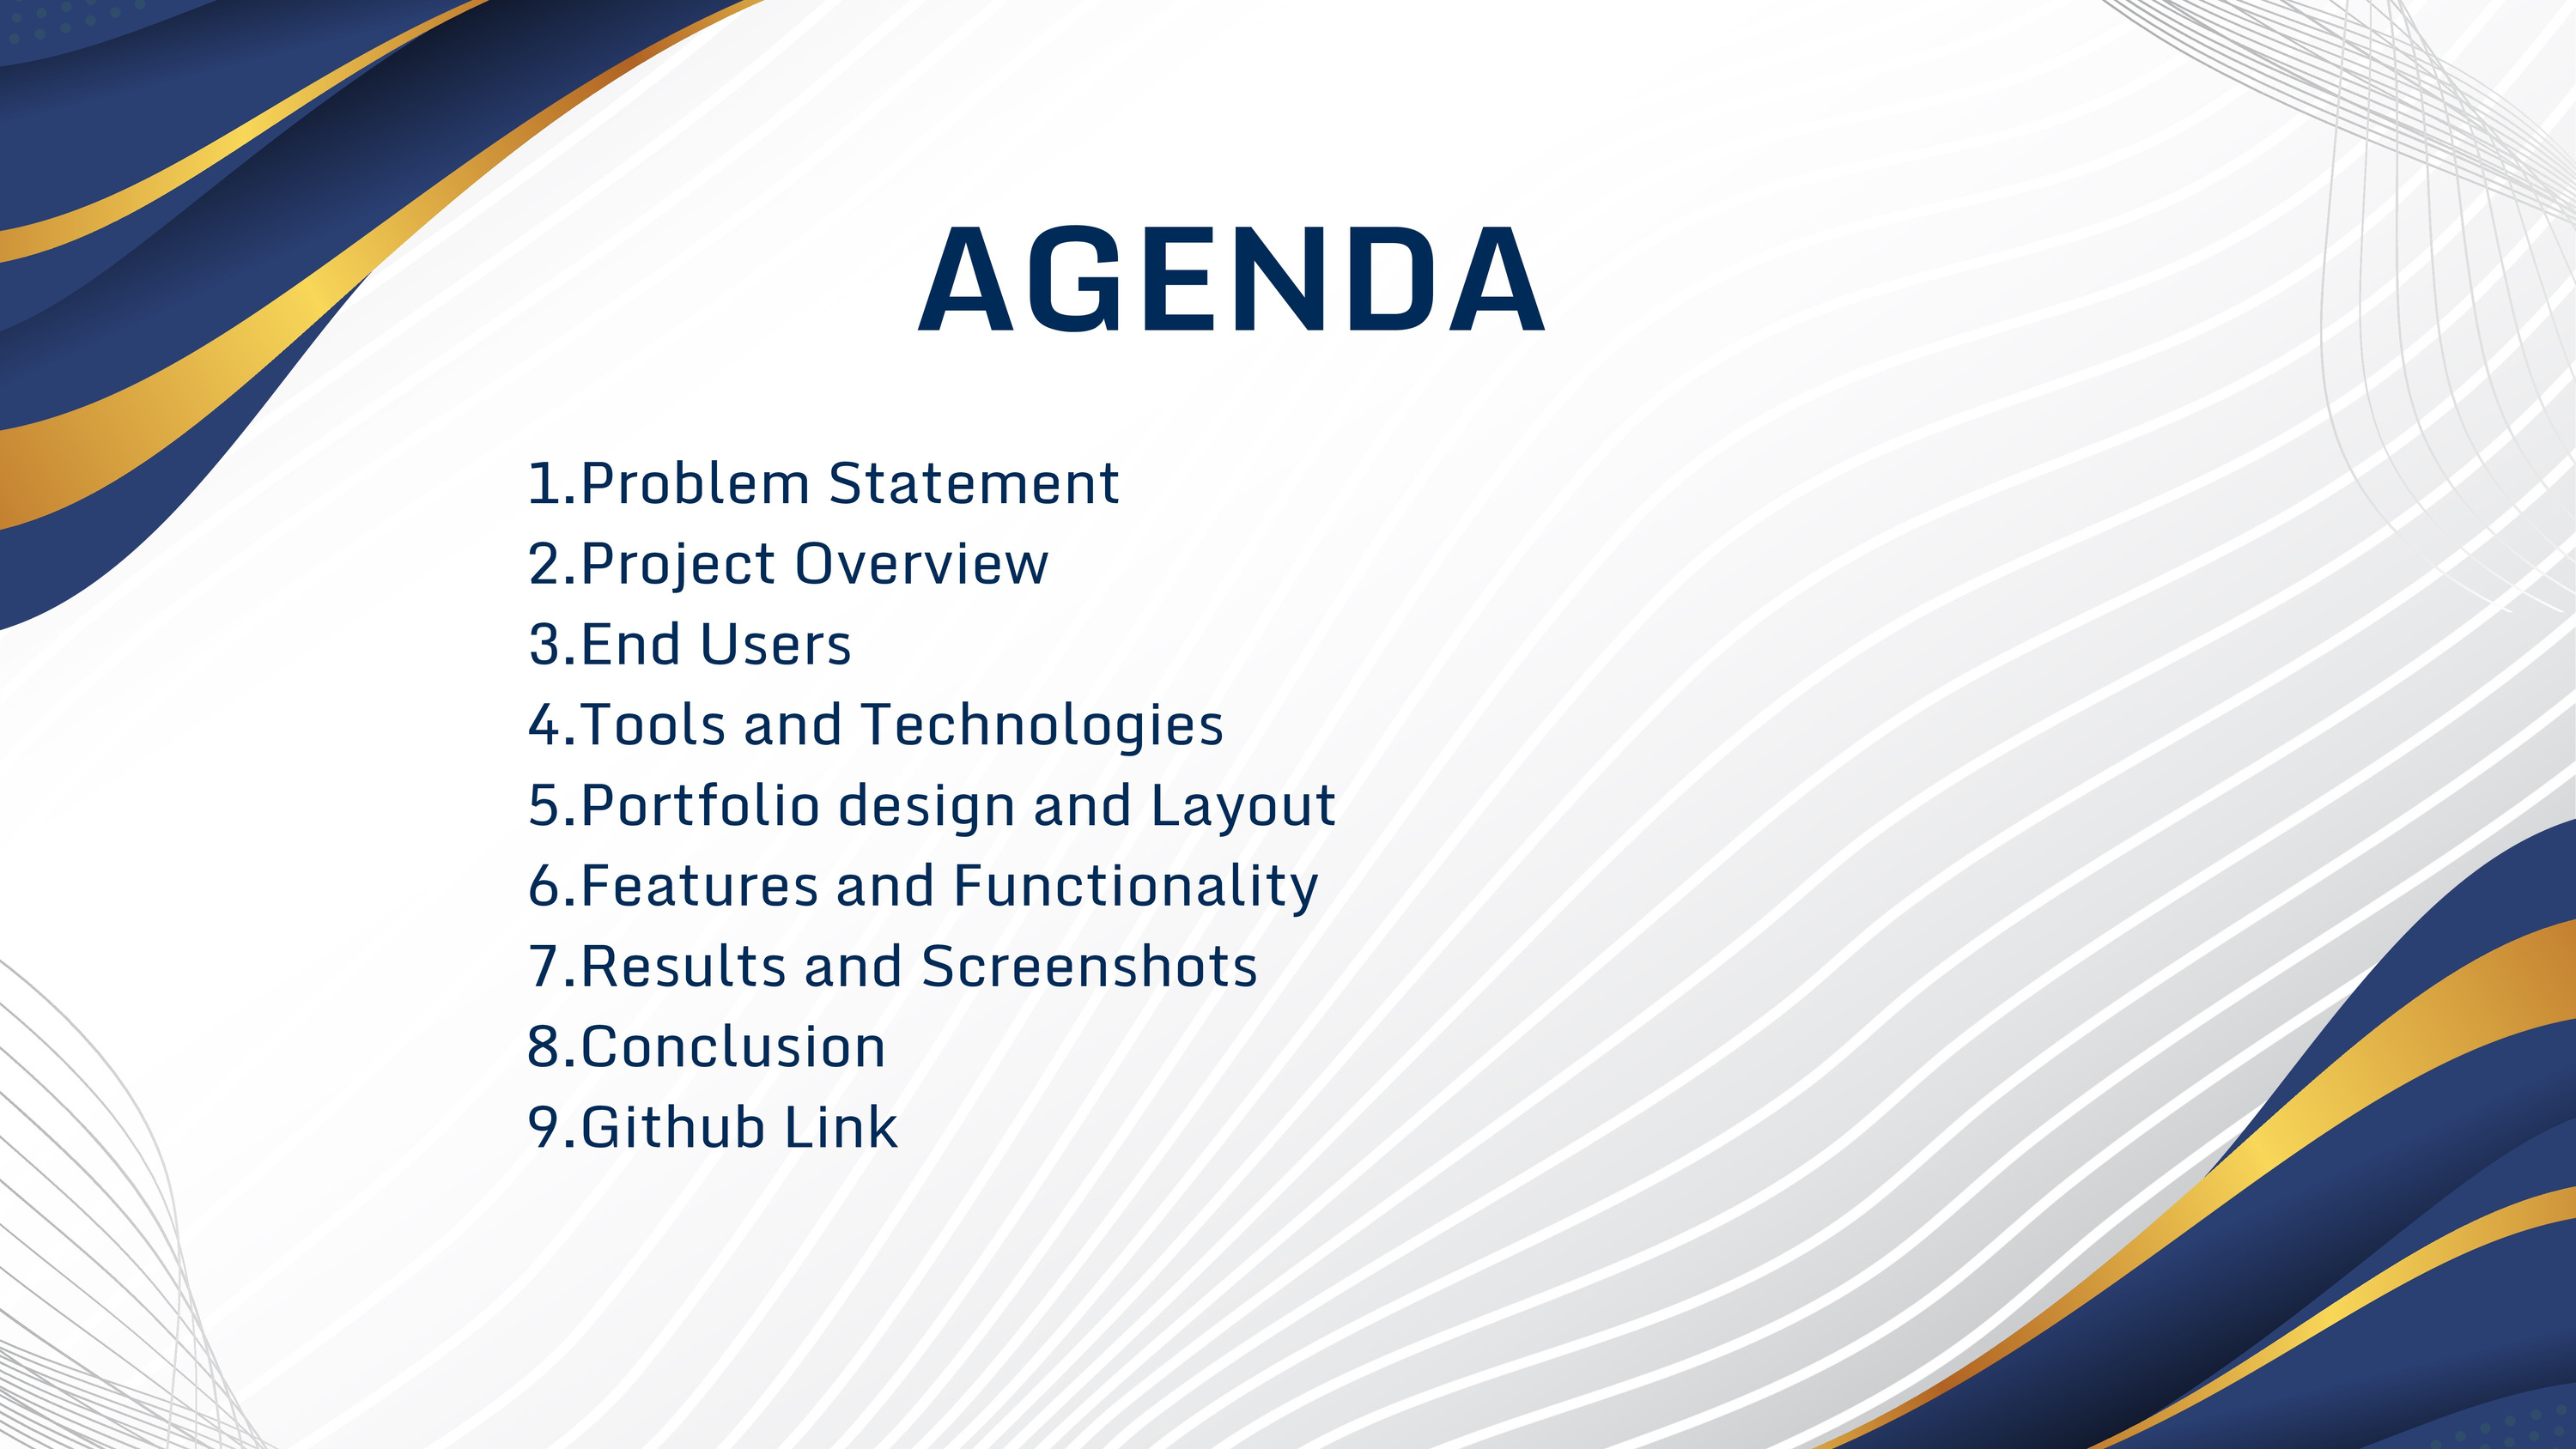 AGENDA
1.Problem Statement
2.Project Overview
3.End Users
4.Tools and Technologies
5.Portfolio design and Layout
6.Features and Functionality
7.Results and Screenshots
8.Conclusion
9.Github Link